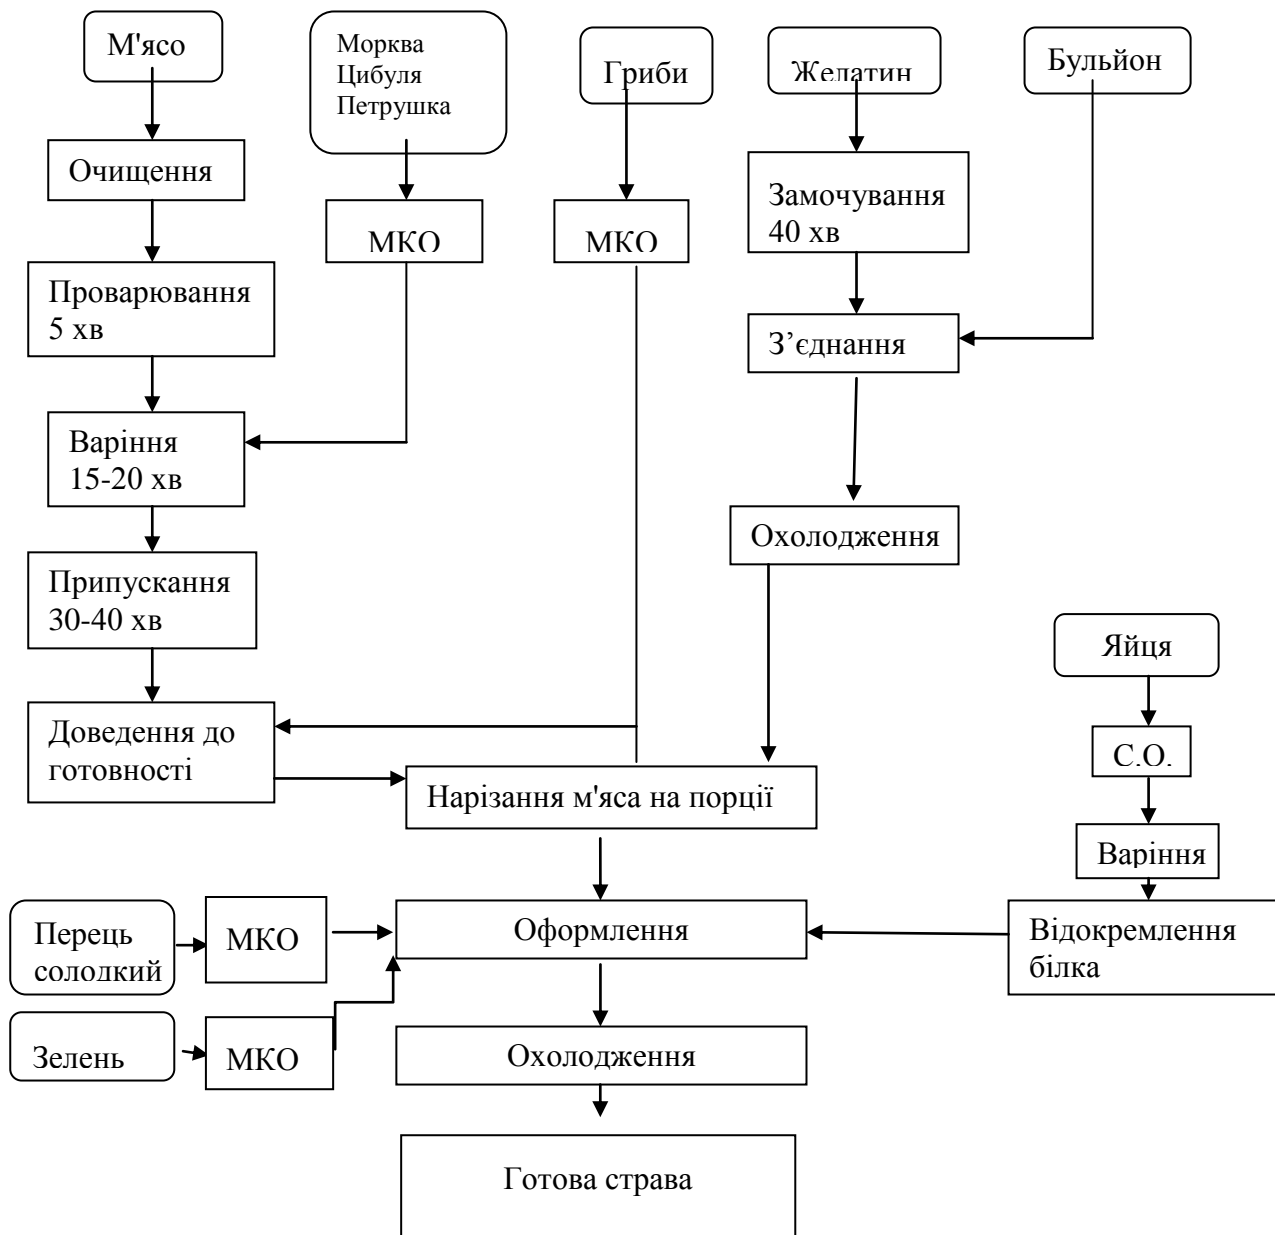 М'ясо
Морква
Цибуля
Петрушка
Гриби
Желатин
Бульйон
Очищення
МКО
МКО
Замочування
40 хв
Проварювання
5 хв
З’єднання
Варіння
15-20 хв
Охолодження
Припускання
30-40 хв
Яйця
Доведення до
готовності
С.О.
Нарізання м'яса на порції
Варіння
Перець
солодкий
МКО
Оформлення
Відокремлення
білка
Зелень
МКО
Охолодження
Готова страва